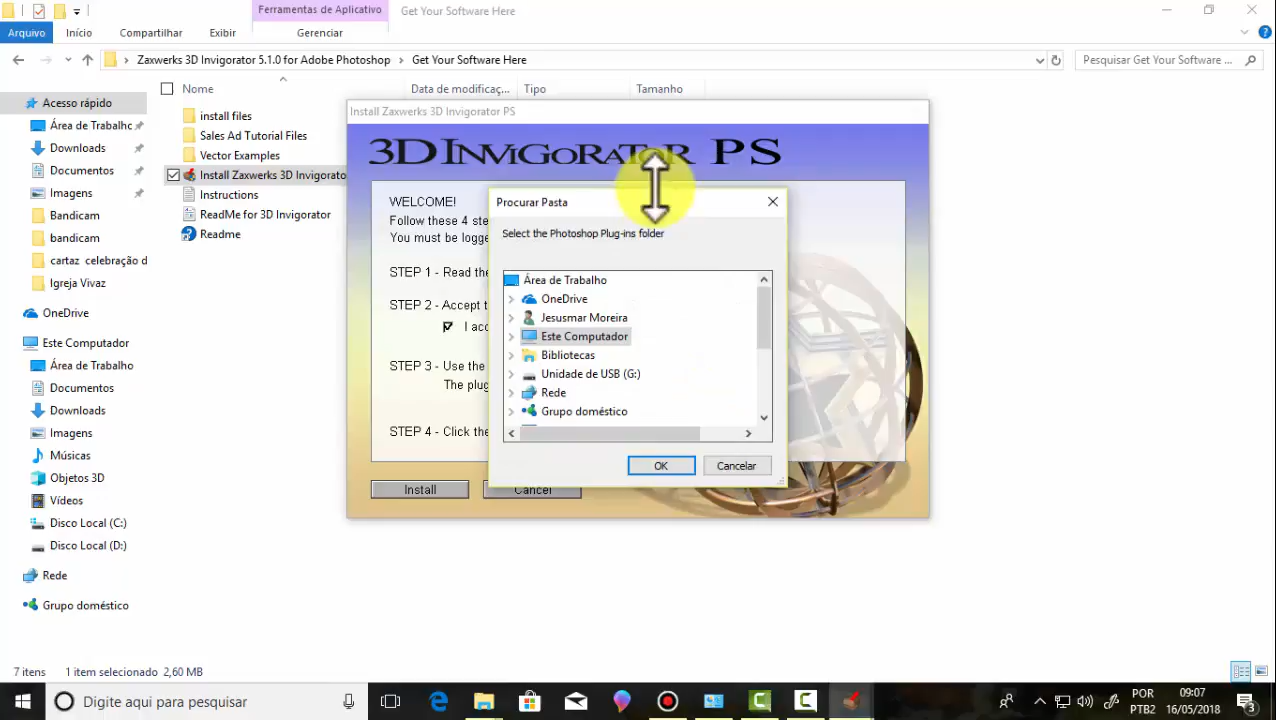 Ferramentas de Aplicativo
Get Your Software Here
Arquivo
Início
Compartilhar
Exibir
Gerenciar
Zaxwerks 3D Invigorator 5.1.0 for Adobe Photoshop > Get Your Software Here
Pesquisar Get Your Software ...
Nome
Data de modificaç...
Tipo
Tamanho
Acesso rápido
Área de Trabalhc
Downloads
Documentos
Imagens
Bandicam
bandicam
cartaz celebração d
Igreja Vivaz
OneDrive
Este Computador
Área de Trabalho
Documentos
Downloads
Imagens
Músicas
Objetos 3D
Vídeos
Disco Local (C:)
Disco Local (D:)
Rede
Grupo doméstico
install files
Sales Ad Tutorial Files
Vector Examples
Install Zaxwerks 3D Invigorato
Instructions
ReadMe for 3D Invigorator
Readme
Install Zaxwerks 3D Invigorator PS
3D INVIGORATOR PS
WELCOME!
Follow these 4 ste
You must be logge
STEP 1 - Read the
STEP 2 - Accept t
I acc
STEP 3 - Use the
The plug
STEP 4 - Click the
Install
Cancel
Procurar Pasta
Select the Photoshop Plug-ins folder
Área de Trabalho
OneDrive
Jesusmar Moreira
Este Computador
Bibliotecas
Unidade de USB (G:)
Rede
Grupo doméstico
OK
Cancelar
7 itens
1 item selecionado 2,60 MB
Digite aqui para pesquisar
POR
PTB2
09:07
16/05/2018
3